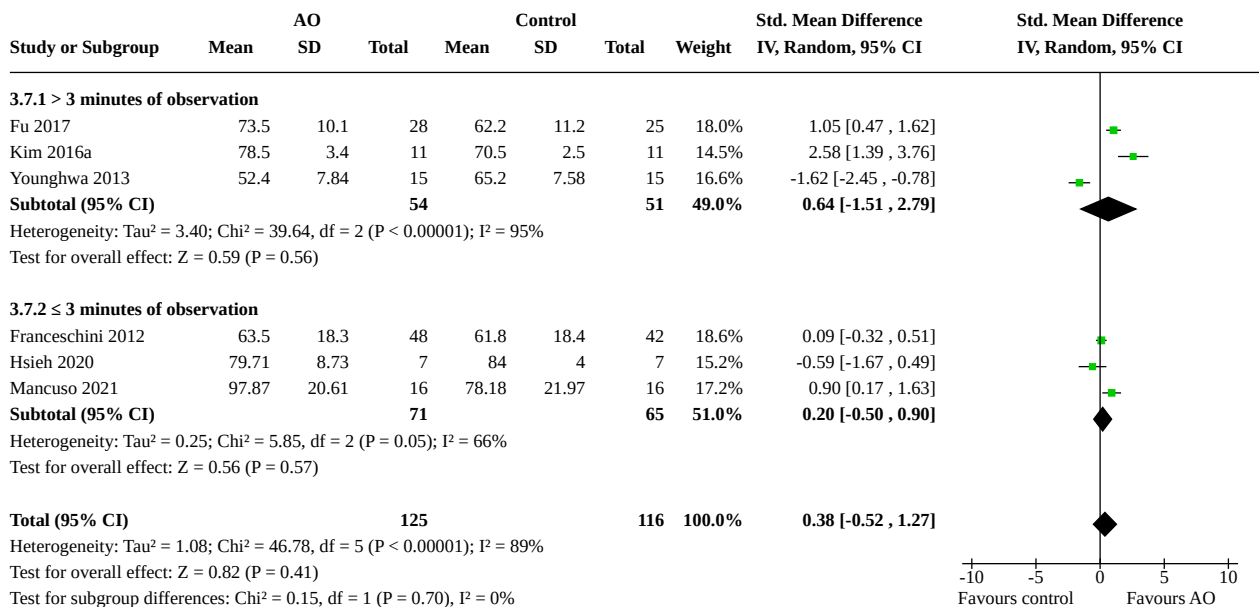 AO Control Std. Mean Difference Std. Mean Difference
Study or Subgroup Mean SD Total Mean SD Total Weight IV, Random, 95% CI IV, Random, 95% CI
3.7.1 > 3 minutes of observation
Fu 2017 73.5 10.1 28 62.2 11.2 25 18.0% 1.05 [0.47 , 1.62]
Kim 2016a 78.5 3.4 11 70.5 2.5 11 14.5% 2.58 [1.39 , 3.76]
Younghwa 2013 52.4 7.84 15 65.2 7.58 15 16.6% -1.62 [-2.45 , -0.78]
Subtotal (95% CI) 54 51 49.0% 0.64 [-1.51 , 2.79]
Heterogeneity: Tau² = 3.40; Chi² = 39.64, df = 2 (P < 0.00001); I² = 95%
Test for overall effect: Z = 0.59 (P = 0.56)
3.7.2 ≤ 3 minutes of observation
Franceschini 2012 63.5 18.3 48 61.8 18.4 42 18.6% 0.09 [-0.32 , 0.51]
Hsieh 2020 79.71 8.73 7 84 4 7 15.2% -0.59 [-1.67 , 0.49]
Mancuso 2021 97.87 20.61 16 78.18 21.97 16 17.2% 0.90 [0.17 , 1.63]
Subtotal (95% CI) 71 65 51.0% 0.20 [-0.50 , 0.90]
Heterogeneity: Tau² = 0.25; Chi² = 5.85, df = 2 (P = 0.05); I² = 66%
Test for overall effect: Z = 0.56 (P = 0.57)
Total (95% CI) 125 116 100.0% 0.38 [-0.52 , 1.27]
Heterogeneity: Tau² = 1.08; Chi² = 46.78, df = 5 (P < 0.00001); I² = 89%
Test for overall effect: Z = 0.82 (P = 0.41)
Test for subgroup differences: Chi² = 0.15, df = 1 (P = 0.70), I² = 0%
-10 -5 0 5 10
Favours control Favours AO